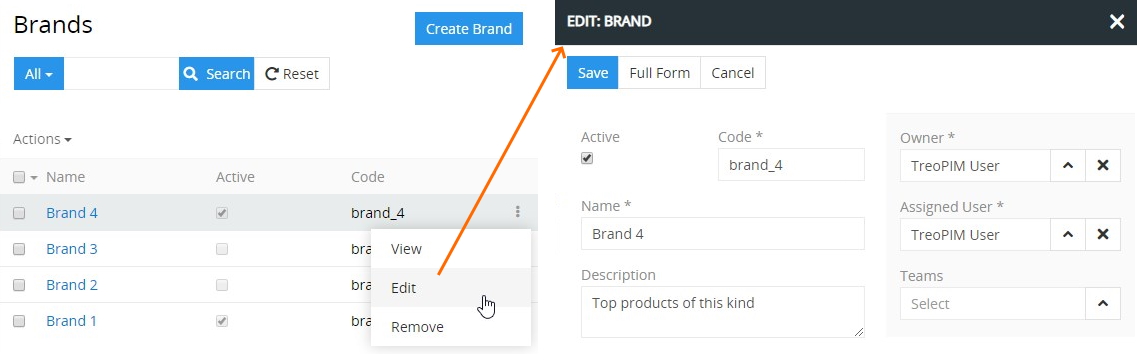 Brands
Create Brand
All
Search
Reset
Actions
Name Active Code
Brand 4 brand_4
Brand 3 bra
Brand 2 bra
Brand 1 bra
View
Edit
Remove
EDIT: BRAND
Save Full Form Cancel
Active Code *
brand_4
Name *
Brand 4
Description
Top products of this kind
Owner *
TreoPIM User
Assigned User *
TreoPIM User
Teams
Select